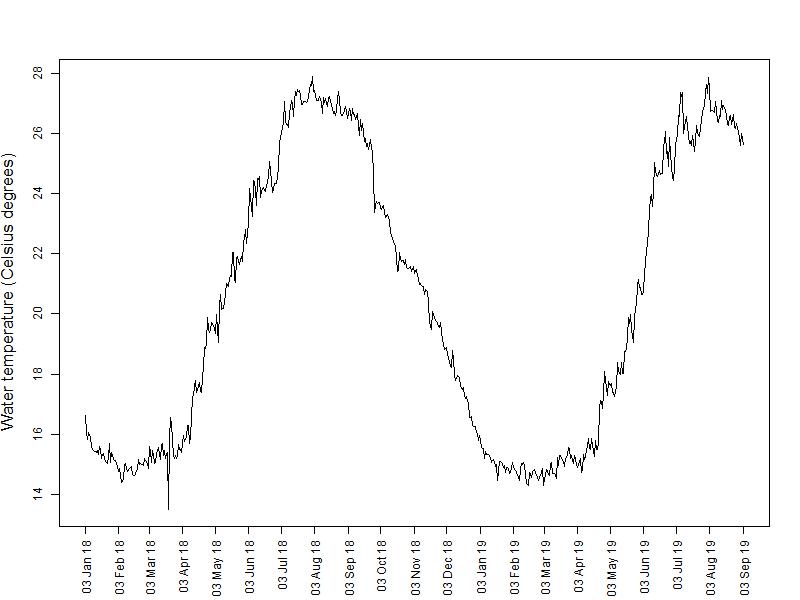 Water temperature (Celsius degrees)
28
26
24
22
20
18
16
14
03 Jan 18
03 Feb 18
03 Mar 18
03 Apr 18
03 May 18
03 Jun 18
03 Jul 18
03 Aug 18
03 Sep 18
03 Oct 18
03 Nov 18
03 Dec 18
03 Jan 19
03 Feb 19
03 Mar 19
03 Apr 19
03 May 19
03 Jun 19
03 Jul 19
03 Aug 19
03 Sep 19